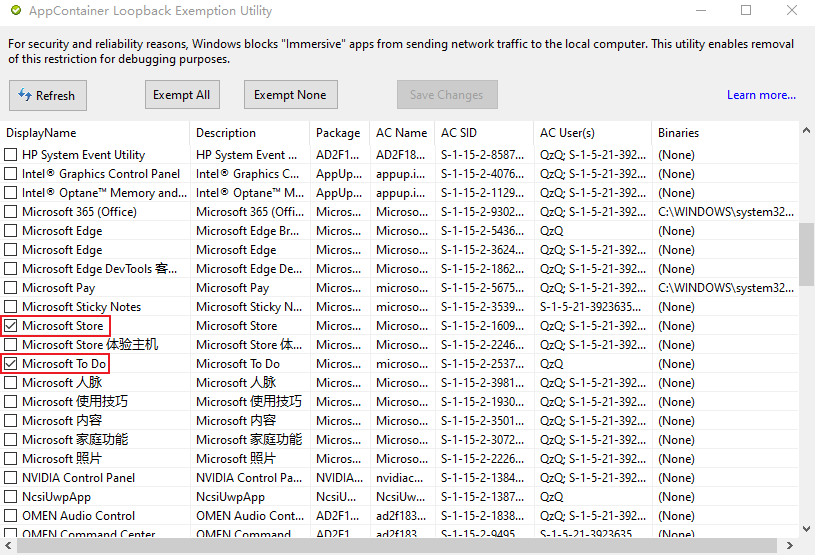 AppContainer Loopback Exemption Utility
For security and reliability reasons, Windows blocks "Immersive" apps from sending network traffic to the local computer. This utility enables removal
of this restriction for debugging purposes.
Refresh Exempt All Exempt None Save Changes Learn more...
DisplayName Description Package AC Name AC SID AC User(s) Binaries
HP System Event Utility HP System Event ... AD2F1... AD2F18... S-1-15-2-8587... QzQ; S-1-5-21-392... (None)
Intel® Graphics Control Panel Intel® Graphics C... AppUp... appup.i... S-1-15-2-4076... QzQ; S-1-5-21-392... (None)
Intel® Optane™ Memory and... Intel® Optane™ M... AppUp... appup.i... S-1-15-2-1129... QzQ; S-1-5-21-392... (None)
Microsoft 365 (Office) Microsoft 365 (Offi... Micros... Microso... S-1-15-2-9302... QzQ; S-1-5-21-392... C:\WINDOWS\system32...
Microsoft Edge Microsoft Edge Br... Micros... Microso... S-1-15-2-5436... QzQ (None)
Microsoft Edge Microsoft Edge Micros... Microso... S-1-15-2-3624... QzQ; S-1-5-21-392... (None)
Microsoft Edge DevTools 客... Microsoft Edge De... Micros... Microso... S-1-15-2-1862... QzQ; S-1-5-21-392... (None)
Microsoft Pay Microsoft Pay Micros... microso... S-1-15-2-5675... QzQ; S-1-5-21-392... C:\WINDOWS\system32...
Microsoft Sticky Notes Microsoft Sticky N... Micros... Microso... S-1-15-2-3539... S-1-5-21-3923635... (None)
Microsoft Store Microsoft Store Micros... Microso... S-1-15-2-1609... QzQ; S-1-5-21-392... (None)
Microsoft Store 体验主机 Microsoft Store 体... Micros... Microso... S-1-15-2-2246... QzQ; S-1-5-21-392... (None)
Microsoft To Do Microsoft To Do Micros... microso... S-1-15-2-2537... QzQ (None)
Microsoft 人脉 Microsoft 人脉 Micros... Microso... S-1-15-2-3981... QzQ; S-1-5-21-392... (None)
Microsoft 使用技巧 Microsoft 使用技巧 Micros... Microso... S-1-15-2-1930... QzQ; S-1-5-21-392... (None)
Microsoft 内容 Microsoft 内容 Micros... Microso... S-1-15-2-3501... QzQ; S-1-5-21-392... (None)
Microsoft 家庭功能 Microsoft 家庭功能 Micros... Microso... S-1-15-2-3072... QzQ; S-1-5-21-392... (None)
Microsoft 照片 Microsoft 照片 Micros... Microso... S-1-15-2-2226... QzQ; S-1-5-21-392... (None)
NVIDIA Control Panel NVIDIA Control Pa... NVIDIA... nvidiac... S-1-15-2-1384... QzQ; S-1-5-21-392... (None)
NcsiUwpApp NcsiUwpApp NcsiU... NcsiUw... S-1-15-2-1387... QzQ (None)
OMEN Audio Control OMEN Audio Cont... AD2F1... ad2f183... S-1-15-2-1838... QzQ; S-1-5-21-392... (None)
OMEN Command Center OMEN Command AD2F1... ad2f183... S-1-15-2-9495... QzQ; S-1-5-21-392... (None)